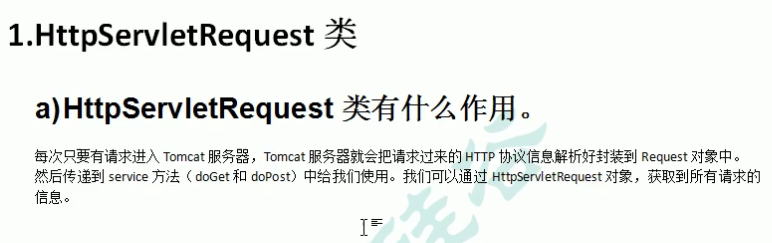 1.HttpServletRequest 类
a)HttpServletRequest 类有什么作用。
每次只要有请求进入 Tomcat 服务器，Tomcat 服务器就会把请求过来的 HTTP 协议信息解析好封装到 Request 对象中。
然后传递到 service 方法（doGet 和 doPost）中给我们使用。我们可以通过 HttpServletRequest 对象，获取到所有请求的
信息。